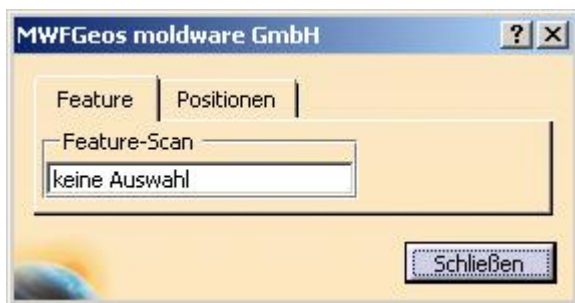 MWFGeos moldware GmbH
Feature Positionen
Feature-Scan
keine Auswahl
Schließen